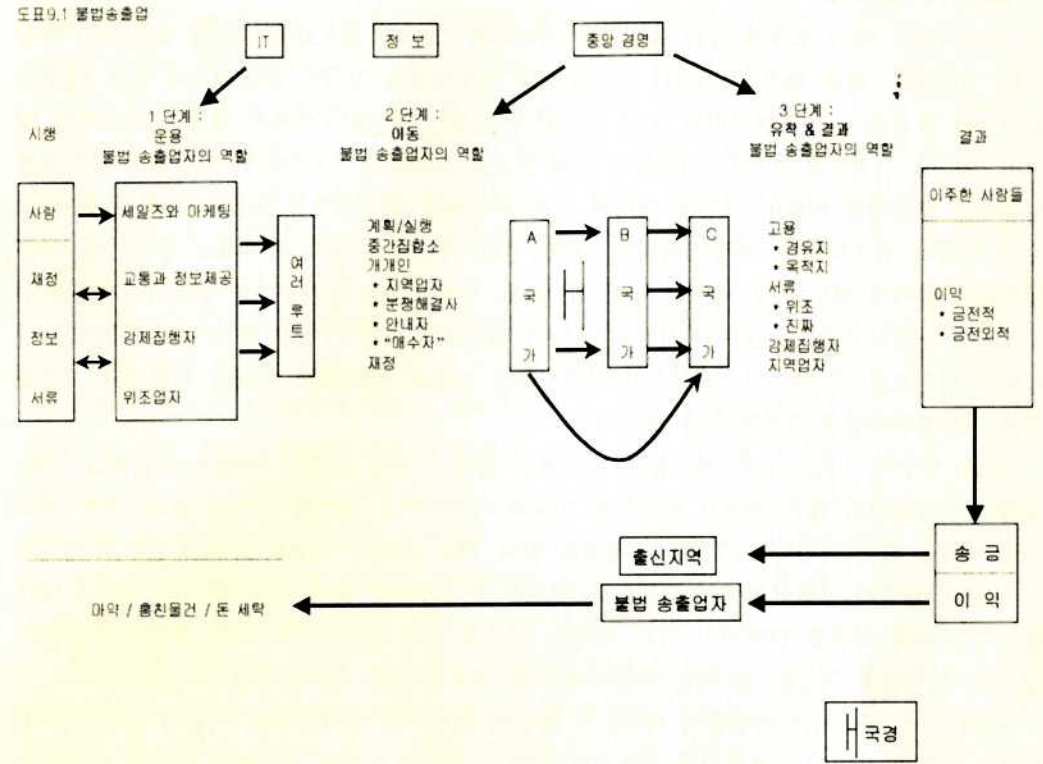 도표9.1 불법송출업
IT
정 보
중앙 경영
시행
1 단계 :
운용
불법 송출업자의 역할
2 단계 :
이동
불법 송출업자의 역할
3 단계 :
유착 & 결과
불법 송출업자의 역할
결과
사람
재정
정보
서류
세일즈와 마케팅
교통과 정보제공
강제집행자
위조업자
여
러
루
트
계획/실행
중간집합소
개개인
• 지역업자
• 분쟁해결사
• 안내자
• “매수자”
재정
A
국
가
B
국
가
C
국
가
고용
• 경유지
• 목적지
서류
• 위조
• 진짜
강제집행자
지역업자
이주한 사람들
이익
• 금전적
• 금전외적
송 금
이 익
출신지역
불법 송출업자
마약 / 훔친물건 / 돈 세탁
국경